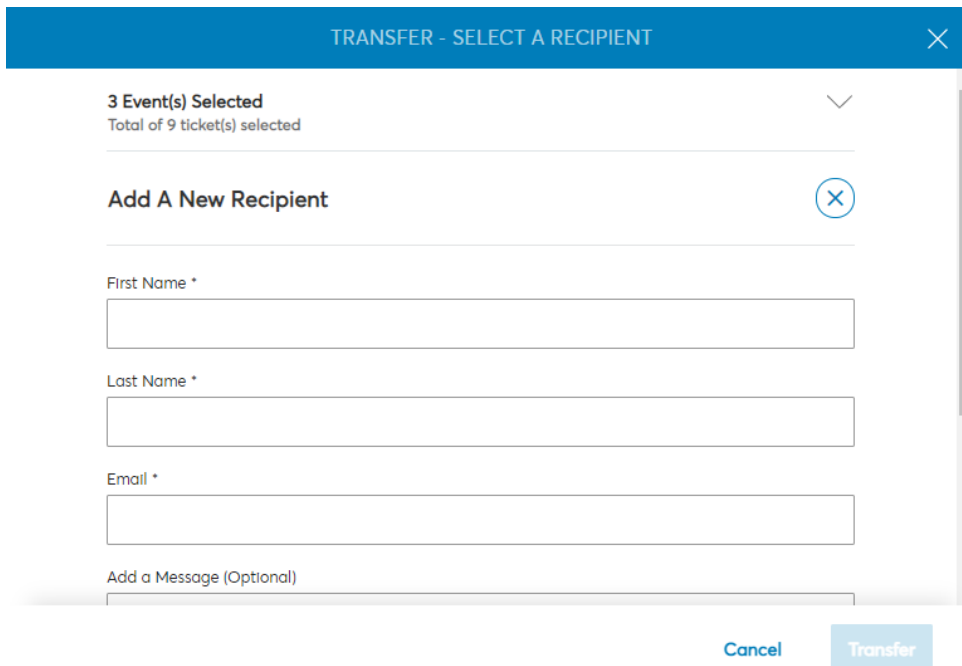 TRANSFER - SELECT A RECIPIENT
3 Event(s) Selected
Total of 9 ticket(s) selected
Add A New Recipient
First Name *
Last Name *
Email *
Add a Message (Optional)
Cancel
Transfer